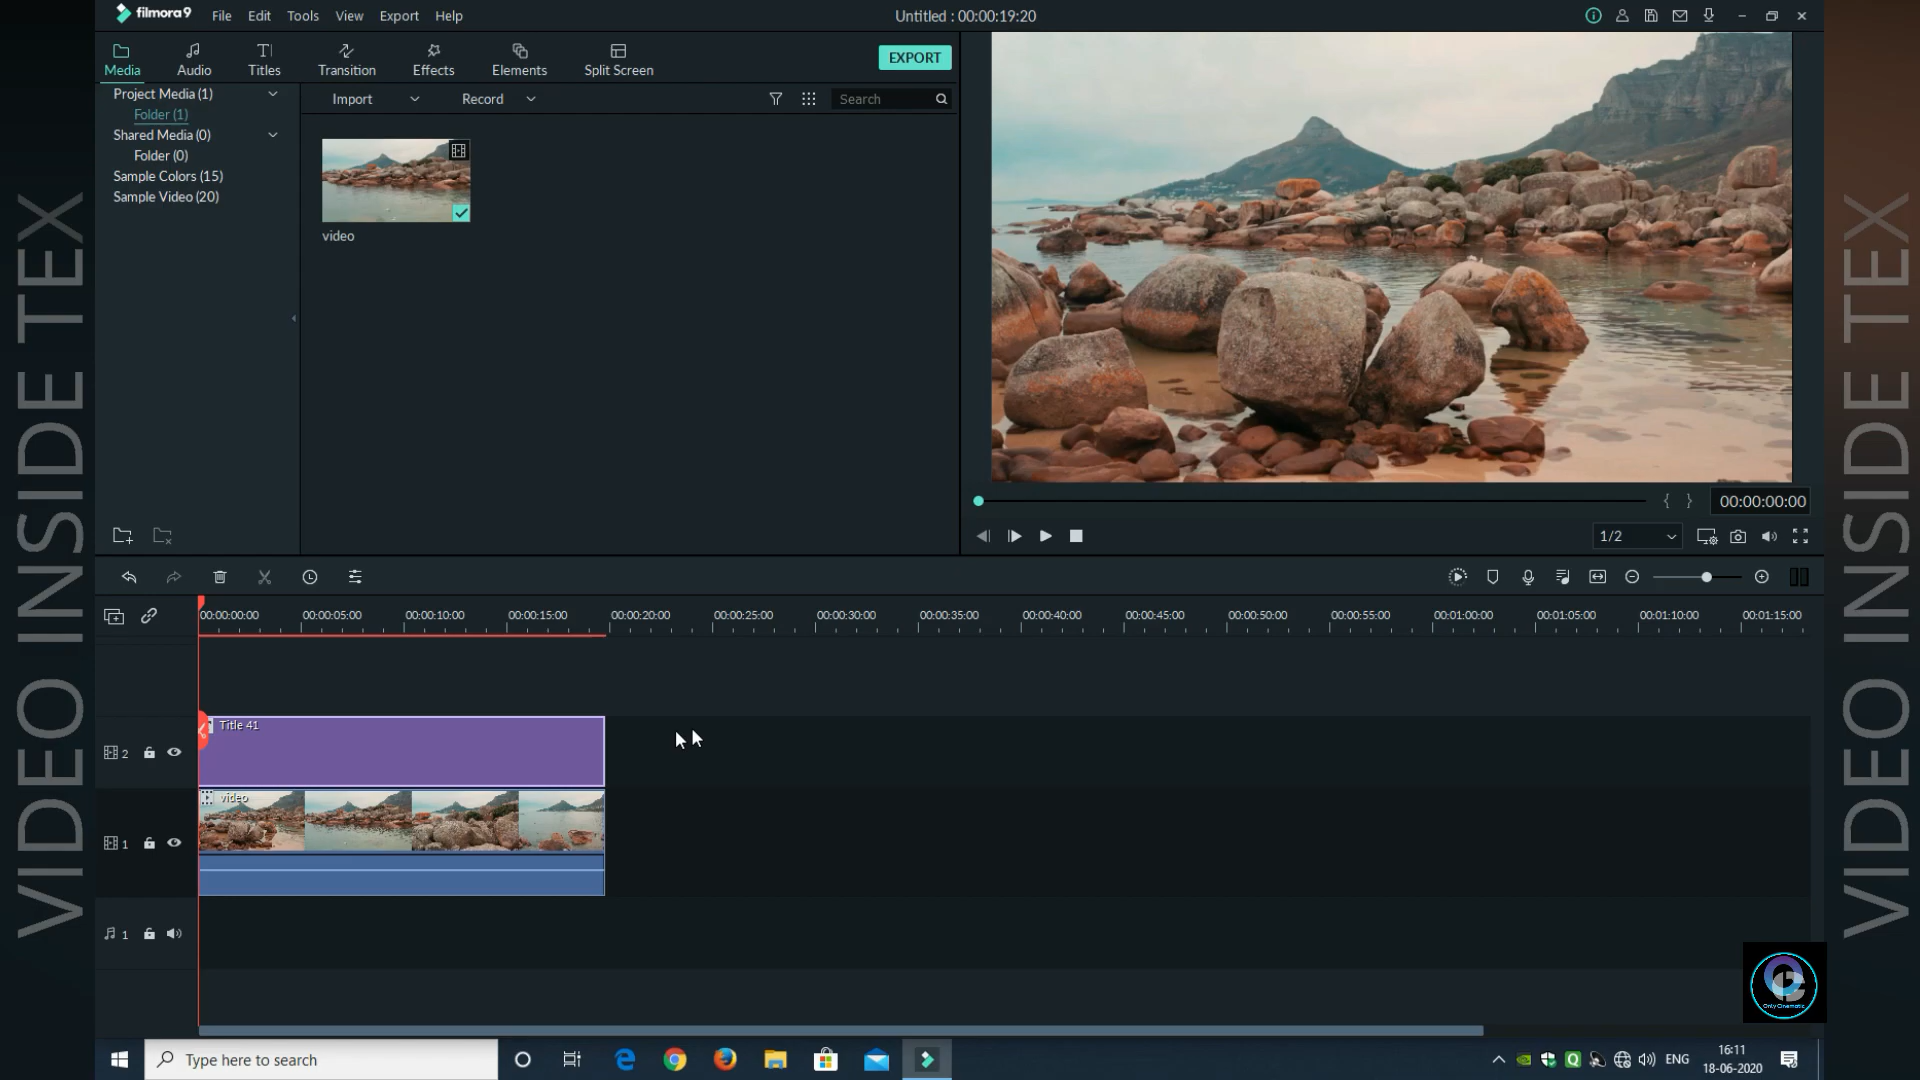 filmora9
File Edit Tools View Export Help
Untitled : 00:00:19:20
Media Audio Titles Transition Effects Elements Split Screen
EXPORT
Project Media (1)
Folder (1)
Shared Media (0)
Folder (0)
Sample Colors (15)
Sample Video (20)
Import Record Search
video
00:00:00:00
1/2
00:00:00:00 00:00:05:00 00:00:10:00 00:00:15:00 00:00:20:00 00:00:25:00 00:00:30:00 00:00:35:00 00:00:40:00 00:00:45:00 00:00:50:00 00:00:55:00 00:01:00:00 00:01:05:00 00:01:10:00 00:01:15:00
Title 41
2
video
1
1
Only Cinematic
Type here to search
ENG
16:11
18-06-2020
VIDEO INSIDE TEX
VIDEO INSIDE TEX